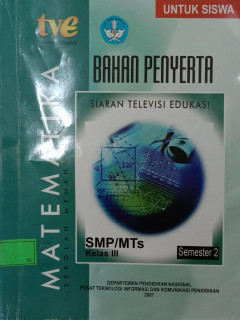 UNTUK SISWA
tve
BAHAN PENYERTA
SIARAN TELEVISI EDUKASI
MATEMATIKA
SMP/MTs
Kelas III
Semester 2
DEPARTEMEN PENDIDIKAN NASIONAL
PUSAT TEKNOLOGI INFORMASI DAN KOMUNIKASI PENDIDIKAN
2007